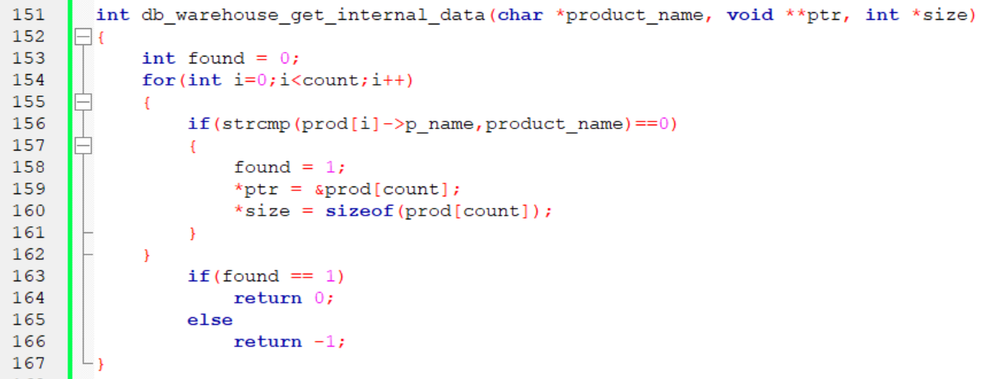 151 int db_warehouse_get_internal_data(char *product_name, void **ptr, int *size)
152 {
153     int found = 0;
154     for(int i=0;i<count;i++)
155     {
156         if(strcmp(prod[i]->p_name,product_name)==0)
157         {
158             found = 1;
159             *ptr = &prod[count];
160             *size = sizeof(prod[count]);
161         }
162     }
163         if(found == 1)
164             return 0;
165         else
166             return -1;
167 }